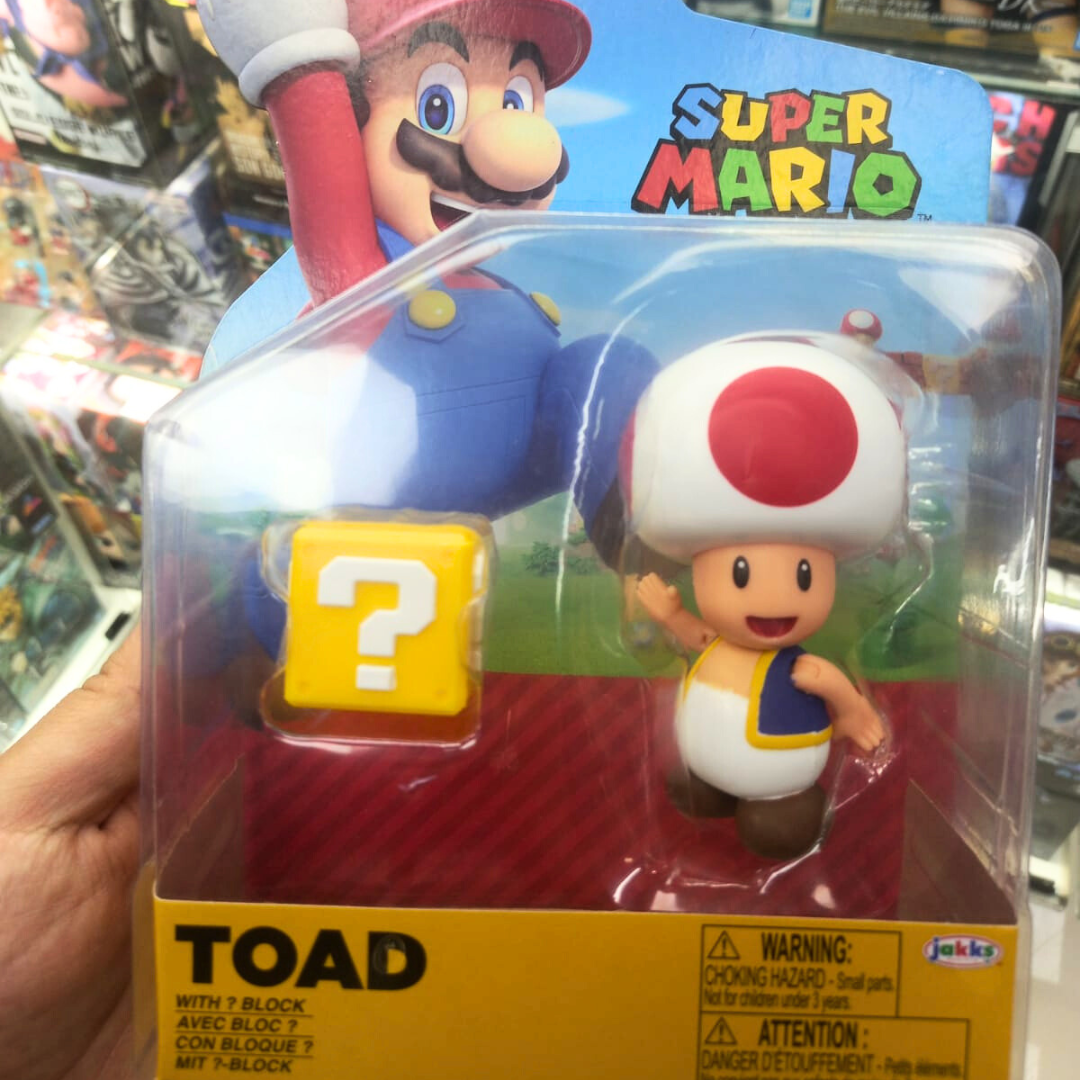 SUPER
MARIO
TM
?
TOAD
WITH ? BLOCK
AVEC BLOC ?
CON BLOQUE ?
MIT ?-BLOCK
WARNING:
CHOKING HAZARD - Small parts.
Not for children under 3 years.
jakks
ATTENTION :
DANGER D'ÉTOUFFEMENT - Petits éléments.